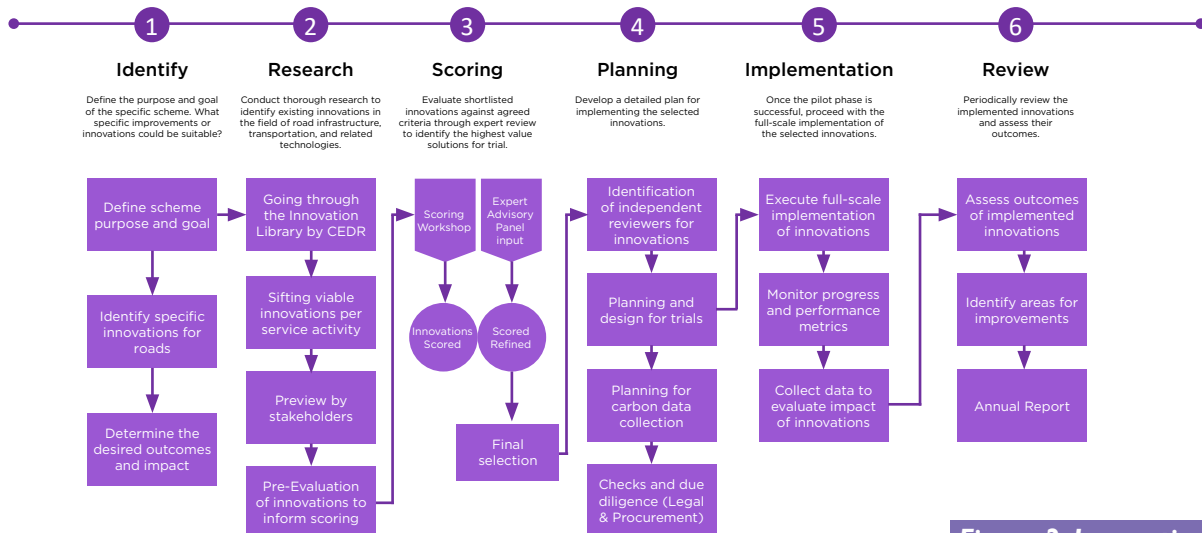 1
2
3
4
5
6
Identify
Define the purpose and goal
of the specific scheme. What
specific improvements or
innovations could be suitable?
Research
Conduct thorough research to
identify existing innovations in
the field of road infrastructure,
transportation, and related
technologies.
Scoring
Evaluate shortlisted
innovations against agreed
criteria through expert review
to identify the highest value
solutions for trial.
Planning
Develop a detailed plan for
implementing the selected
innovations.
Implementation
Once the pilot phase is
successful, proceed with the
full-scale implementation of
the selected innovations.
Review
Periodically review the
implemented innovations
and assess their
outcomes.
Define scheme
purpose and goal
Identify specific
innovations for
roads
Determine the
desired outcomes
and impact
Going through
the Innovation
Library by CEDR
Sifting viable
innovations per
service activity
Preview by
stakeholders
Pre-Evaluation
of innovations to
inform scoring
Scoring
Workshop
Expert
Advisory
Panel
input
Innovations
Scored
Scored
Refined
Final
selection
Identification
of independent
reviewers for
innovations
Planning and
design for trials
Planning for
carbon data
collection
Checks and due
diligence (Legal
& Procurement)
Execute full-scale
implementation
of innovations
Monitor progress
and performance
metrics
Collect data to
evaluate impact
of innovations
Assess outcomes
of implemented
innovations
Identify areas for
improvements
Annual Report